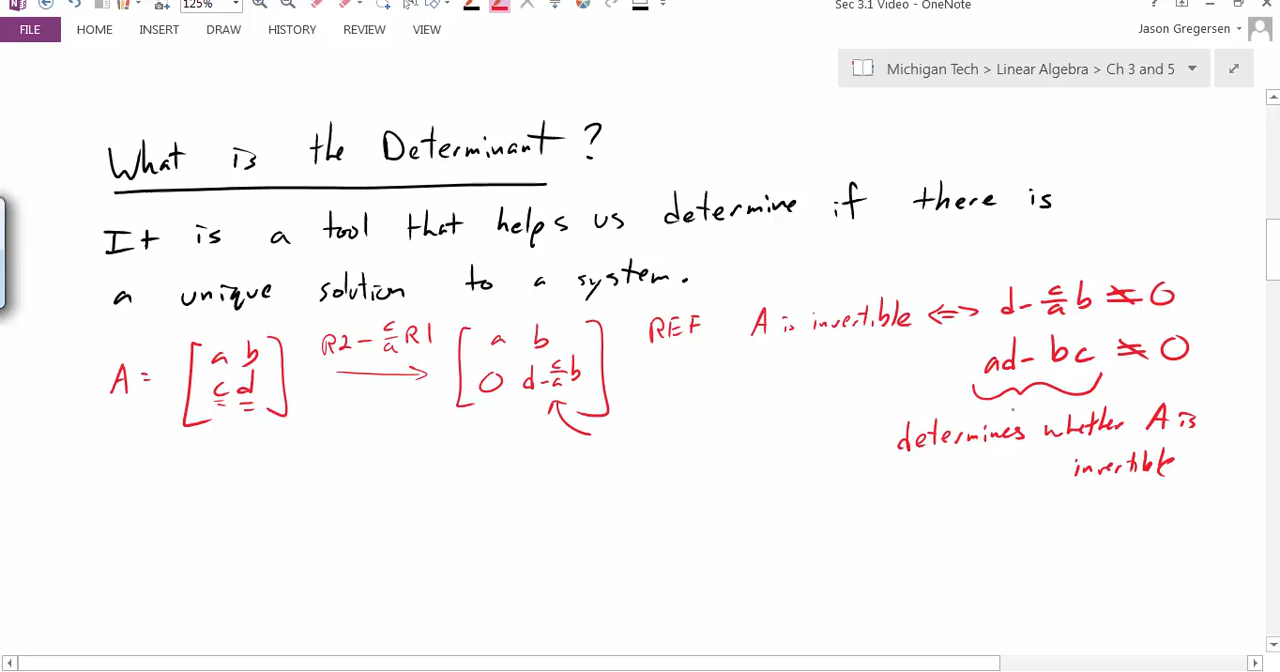 125%
Sec 3.1 Video - OneNote
FILE HOME INSERT DRAW HISTORY REVIEW VIEW
Jason Gregersen
Michigan Tech > Linear Algebra > Ch 3 and 5
What is the Determinant?
It is a tool that helps us determine if there is
a unique solution to a system.
A = [a b; c d] R2 - c/a R1 → [a b; 0 d - c/a b] REF A is invertible <=> d - c/a b ≠ 0
ad - bc ≠ 0
determines whether A is
invertible